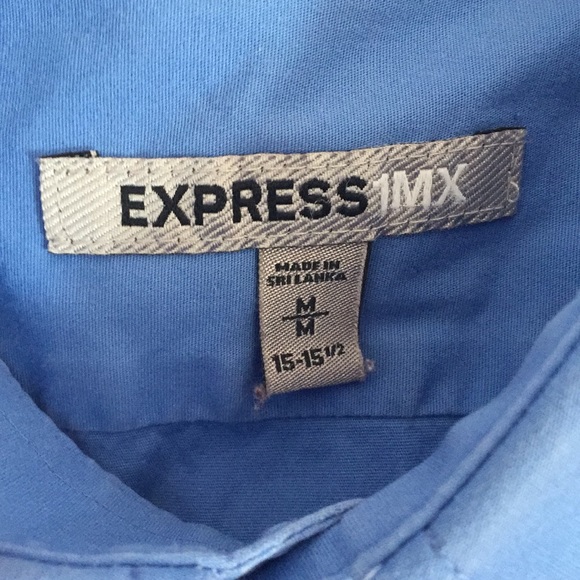 EXPRESS 1MX
MADE IN
SRI LANKA
M
M
15-15 1/2